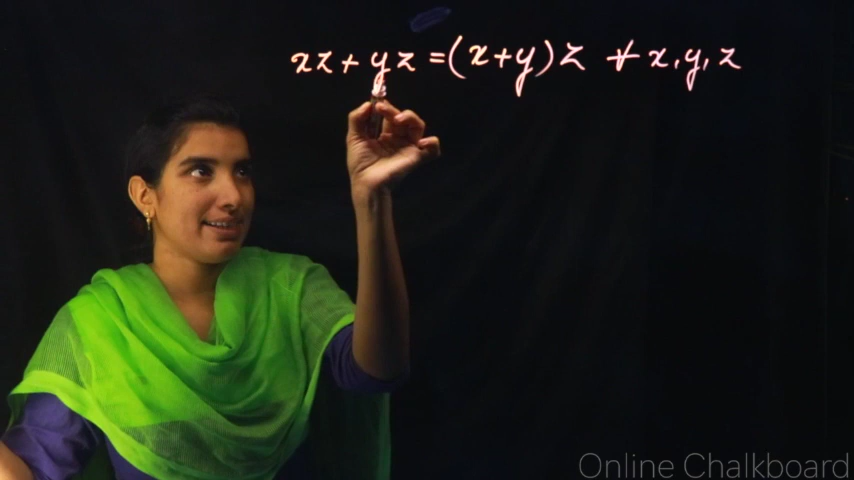 xz + yz = (x+y)z ∀ x, y, z
Online Chalkboard